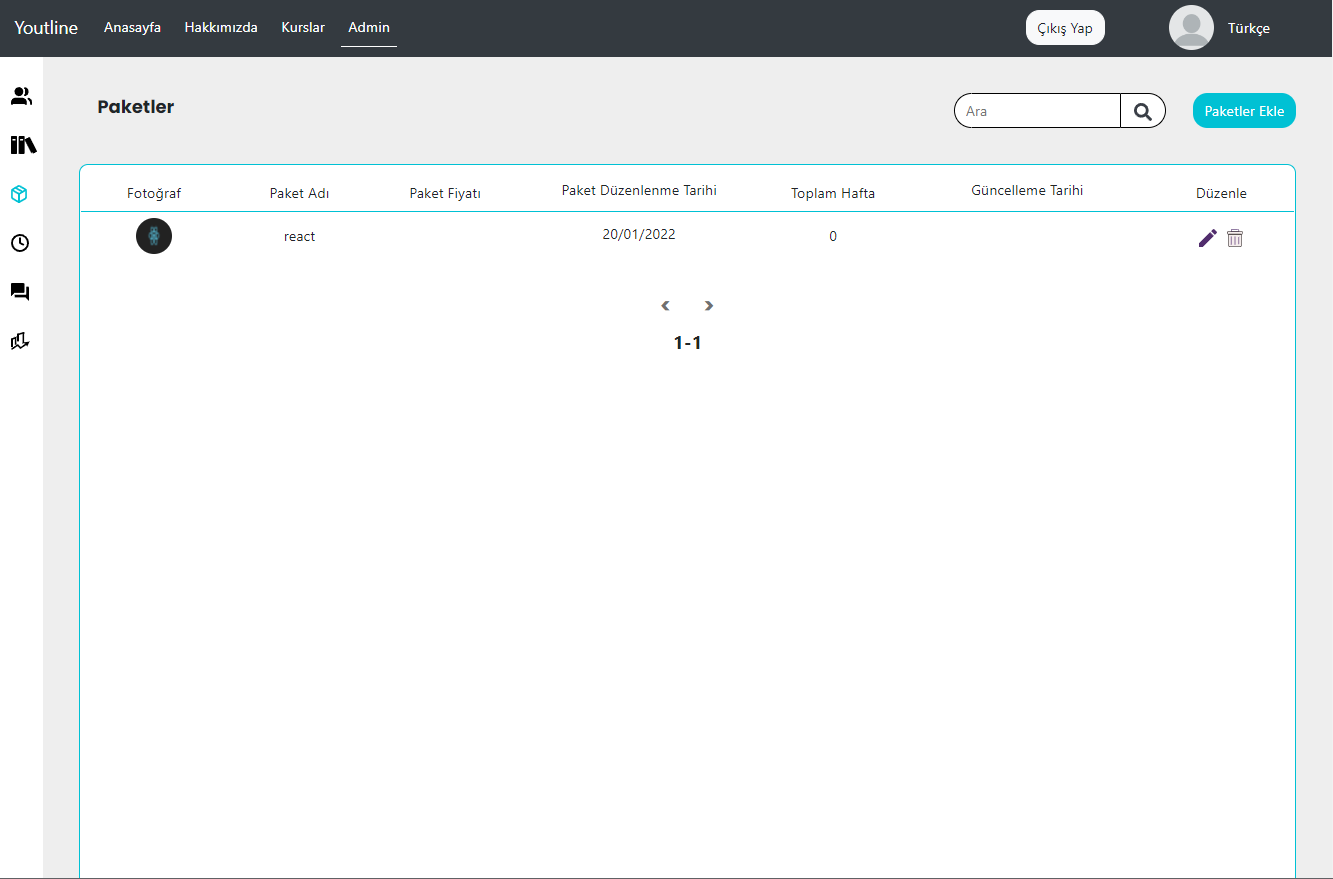 Youtline Anasayfa Hakkımızda Kurslar Admin Çıkış Yap Türkçe
Paketler Ara Paketler Ekle
Fotoğraf Paket Adı Paket Fiyatı Paket Düzenlenme Tarihi Toplam Hafta Güncelleme Tarihi Düzenle
react 20/01/2022 0
1-1